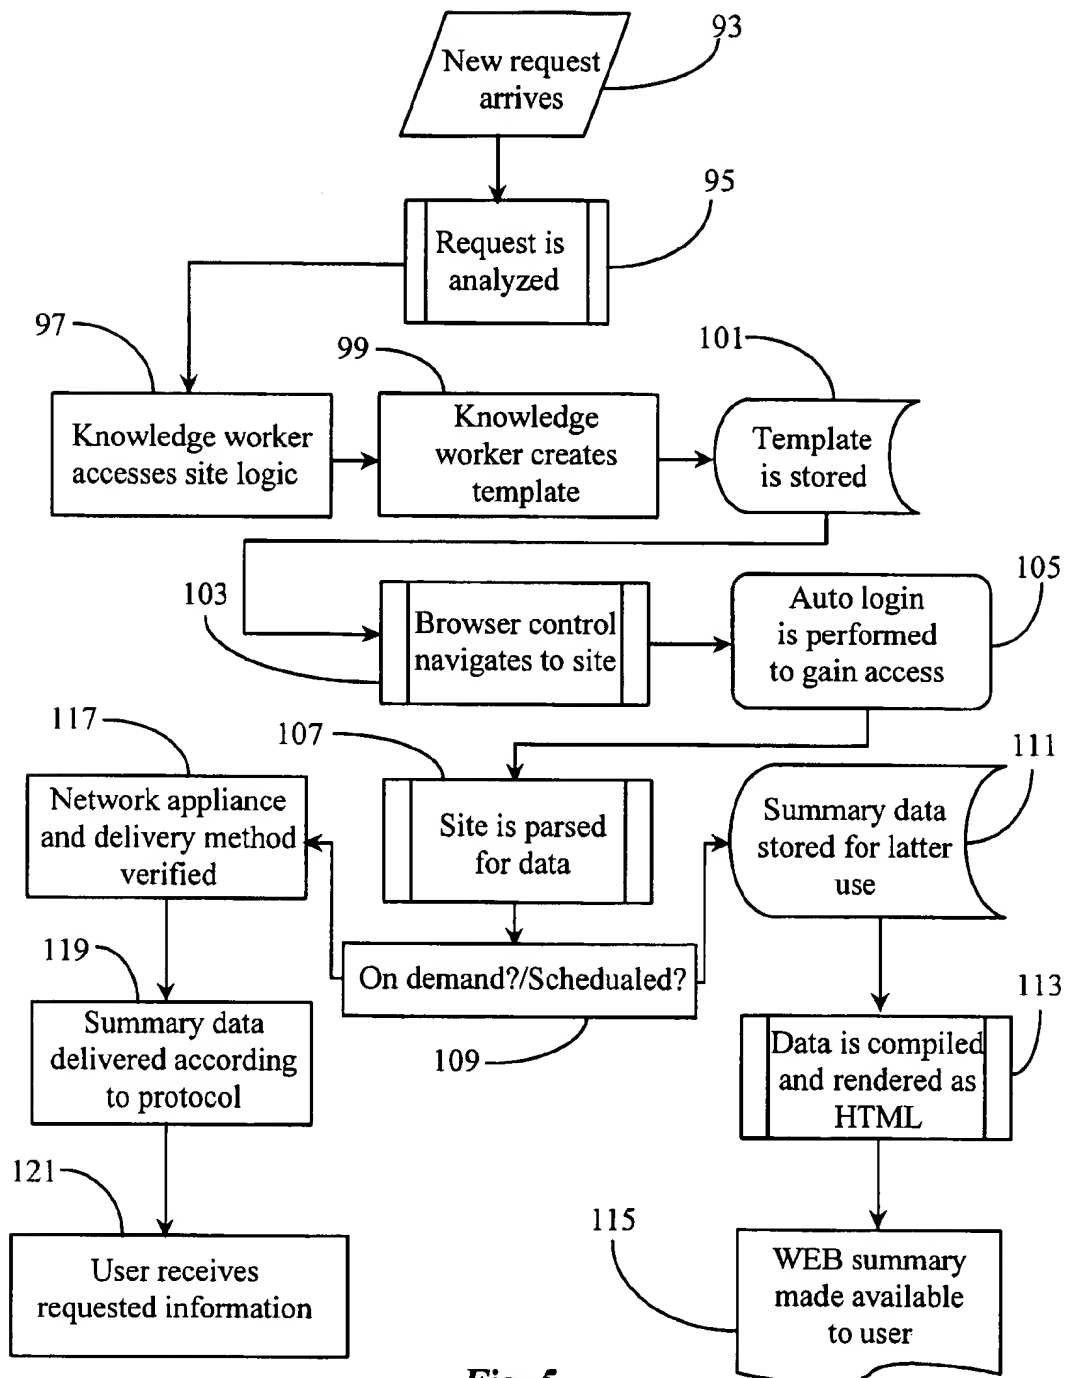 93
New request
arrives
95
Request is
analyzed
97
Knowledge worker
accesses site logic
99
Knowledge
worker creates
template
101
Template
is stored
103
Browser control
navigates to site
105
Auto login
is performed
to gain access
107
Site is parsed
for data
109
On demand?/Schedualed?
111
Summary data
stored for latter
use
113
Data is compiled
and rendered as
HTML
115
WEB summary
made available
to user
117
Network appliance
and delivery method
verified
119
Summary data
delivered according
to protocol
121
User receives
requested information
Fig. 5